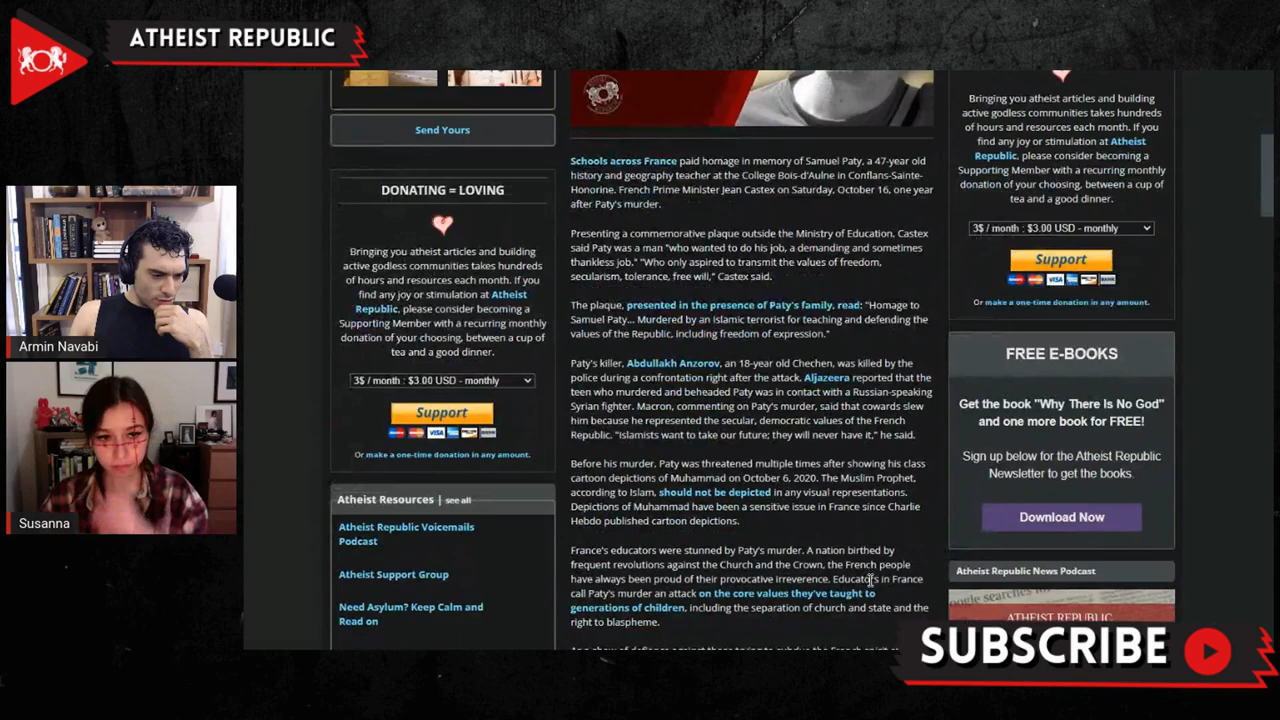 ATHEIST REPUBLIC
Armin Navabi
Susanna
Send Yours
DONATING = LOVING
Bringing you atheist articles and building
active godless communities takes hundreds
of hours and resources each month. If you
find any joy or stimulation at Atheist
Republic, please consider becoming a
Supporting Member with a recurring monthly
donation of your choosing, between a cup of
tea and a good dinner.
3$ / month : $3.00 USD - monthly
Support
Or make a one-time donation in any amount.
Atheist Resources | see all
Atheist Republic Voicemails
Podcast
Atheist Support Group
Need Asylum? Keep Calm and
Read on
Schools across France paid homage in memory of Samuel Paty, a 47-year old
history and geography teacher at the College Bois-d'Aulne in Conflans-Sainte-
Honorine. French Prime Minister Jean Castex on Saturday, October 16, one year
after Paty's murder.
Presenting a commemorative plaque outside the Ministry of Education, Castex
said Paty was a man "who wanted to do his job, a demanding and sometimes
thankless job." "Who only aspired to transmit the values of freedom,
secularism, tolerance, free will," Castex said.
The plaque, presented in the presence of Paty's family, read: "Homage to
Samuel Paty... Murdered by an Islamic terrorist for teaching and defending the
values of the Republic, including freedom of expression."
Paty's killer, Abdullakh Anzorov, an 18-year old Chechen, was killed by the
police during a confrontation right after the attack. Aljazeera reported that the
teen who murdered and beheaded Paty was in contact with a Russian-speaking
Syrian fighter. Macron, commenting on Paty's murder, said that cowards slew
him because he represented the secular, democratic values of the French
Republic. "Islamists want to take our future; they will never have it," he said.
Before his murder, Paty was threatened multiple times after showing his class
cartoon depictions of Muhammad on October 6, 2020. The Muslim Prophet,
according to Islam, should not be depicted in any visual representations.
Depictions of Muhammad have been a sensitive issue in France since Charlie
Hebdo published cartoon depictions.
France's educators were stunned by Paty's murder. A nation birthed by
frequent revolutions against the Church and the Crown, the French people
have always been proud of their provocative irreverence. Educators in France
call Paty's murder an attack on the core values they've taught to
generations of children, including the separation of church and state and the
right to blaspheme.
Bringing you atheist articles and building
active godless communities takes hundreds
of hours and resources each month. If you
find any joy or stimulation at Atheist
Republic, please consider becoming a
Supporting Member with a recurring monthly
donation of your choosing, between a cup of
tea and a good dinner.
3$ / month : $3.00 USD - monthly
Support
Or make a one-time donation in any amount.
FREE E-BOOKS
Get the book "Why There Is No God"
and one more book for FREE!
Sign up below for the Atheist Republic
Newsletter to get the books.
Download Now
Atheist Republic News Podcast
ATHEIST REPUBLIC
SUBSCRIBE